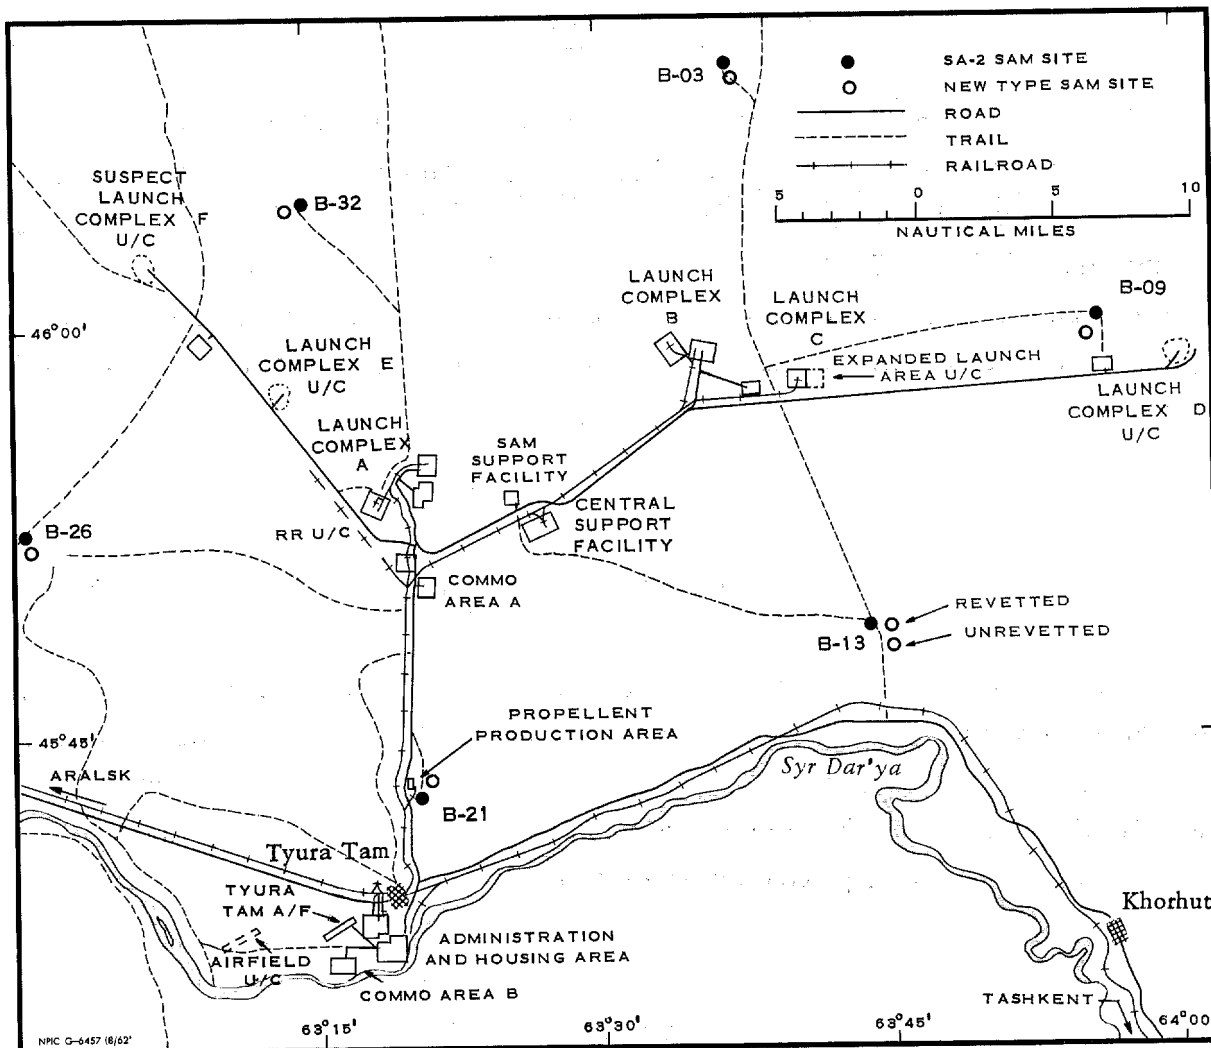 SA-2 SAM SITE
B-03
NEW TYPE SAM SITE
ROAD
TRAIL
RAILROAD
5 0 5 10
NAUTICAL MILES
SUSPECT
LAUNCH
COMPLEX F
U/C
B-32
LAUNCH
COMPLEX
B
LAUNCH
COMPLEX
C
B-09
46°00'
LAUNCH
COMPLEX E
U/C
EXPANDED LAUNCH
AREA U/C
LAUNCH
COMPLEX D
U/C
LAUNCH
COMPLEX
A
SAM
SUPPORT
FACILITY
CENTRAL
SUPPORT
FACILITY
RR U/C
B-26
COMMO
AREA A
REVETTED
UNREVETTED
B-13
PROPELLENT
PRODUCTION AREA
45°45'
ARALSK
Syr Dar'ya
B-21
Tyura Tam
TYURA
TAM A/F
Khorhut
ADMINISTRATION
AND HOUSING AREA
AIRFIELD
U/C
COMMO AREA B
TASHKENT
63°15' 63°30' 63°45' 64°00
NPIC G-6457 (8/62)